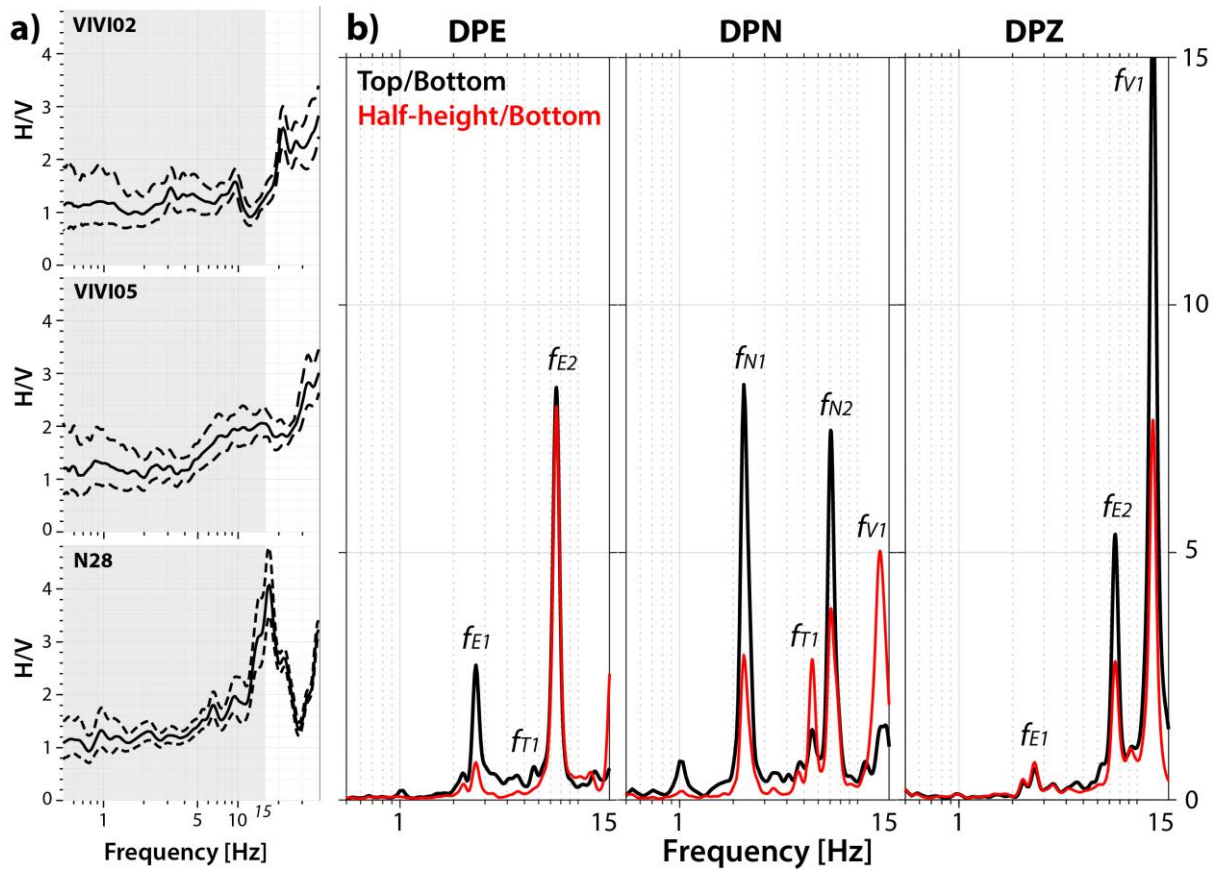 a)
VIVI02
4
3
2
1
0
H/V
VIVI05
4
3
2
1
0
H/V
N28
4
3
2
1
0
H/V
1
5
10
15
Frequency [Hz]
b)
DPE
DPN
DPZ
Top/Bottom
Half-height/Bottom
fE1
fT1
fE2
fN1
fT1
fN2
fV1
fE1
fE2
fV1
15
10
5
0
1
15
1
15
1
15
Frequency [Hz]